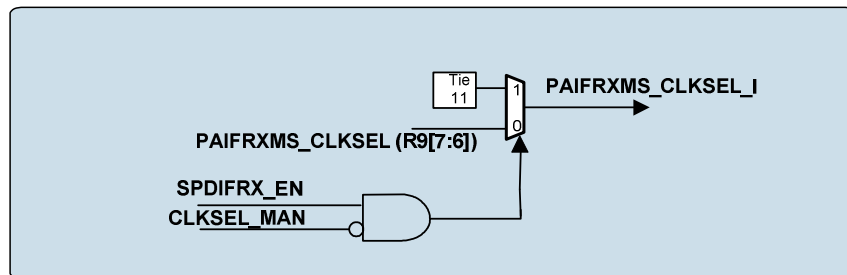 Tie
11
1
PAIFRXMS_CLKSEL_I
0
PAIFRXMS_CLKSEL (R9[7:6])
SPDIFRX_EN
CLKSEL_MAN